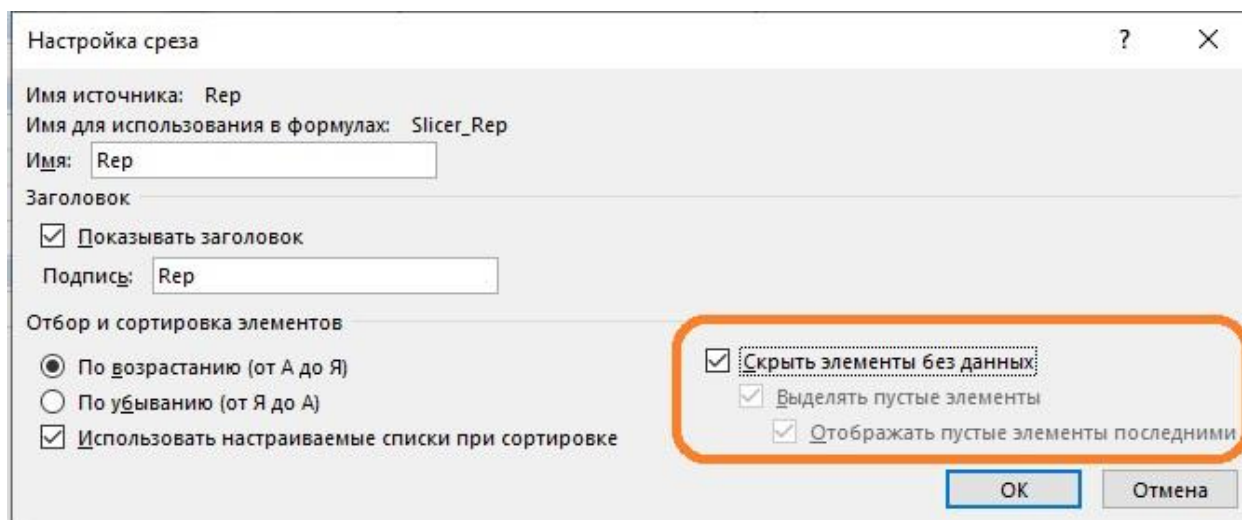 Настройка среза ? ×
Имя источника: Rep
Имя для использования в формулах: Slicer_Rep
Имя: Rep
Заголовок
Показывать заголовок
Подпись: Rep
Отбор и сортировка элементов
По возрастанию (от А до Я)
По убыванию (от Я до А)
Использовать настраиваемые списки при сортировке
Скрыть элементы без данных
Выделять пустые элементы
Отображать пустые элементы последними
ОК Отмена